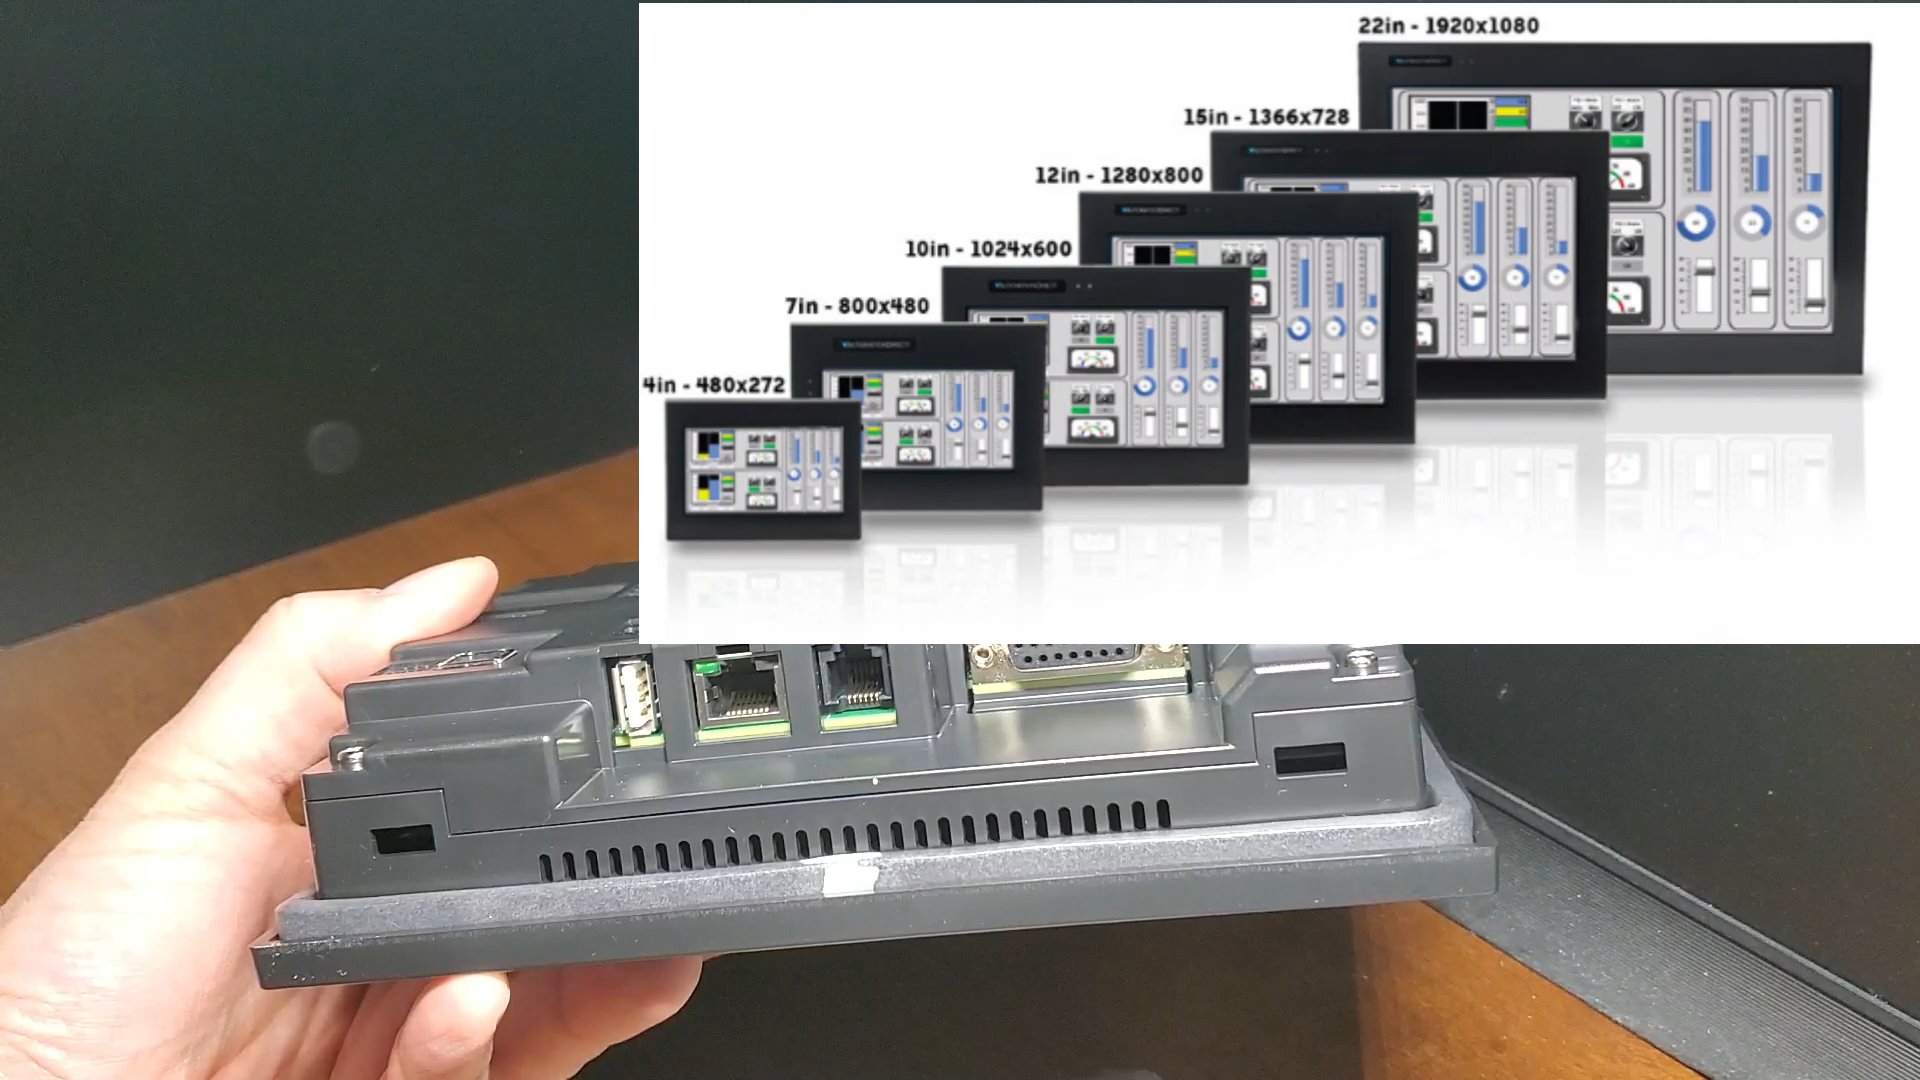 22in - 1920x1080
15in - 1366x728
12in - 1280x800
10in - 1024x600
7in - 800x480
4in - 480x272